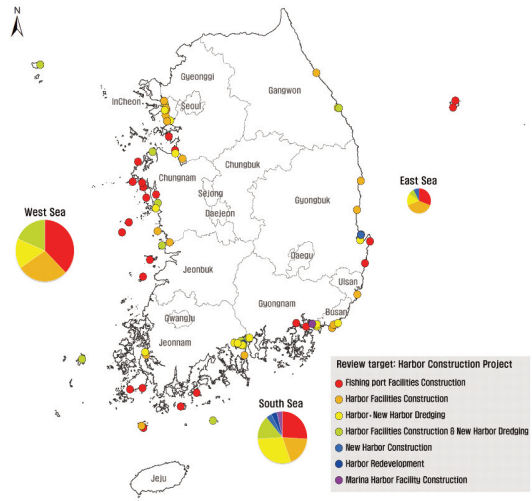 N
Gyeonggi
Gangwon
InCheon
Seoul
Chungbuk
Chungnam
Sejong
Gyongbuk
East Sea
West Sea
Daejeon
Daegu
Jeonbuk
Ulsan
Gyongnam
Busan
Qwangju
Jeonnam
South Sea
Jeju
Review target: Harbor Construction Project
Fishing port Facilities Construction
Harbor Facilities Construction
Harbor · New Harbor Dredging
Harbor Facilities Construction & New Harbor Dredging
New Harbor Construction
Harbor Redevelopment
Marina Harbor Facility Construction